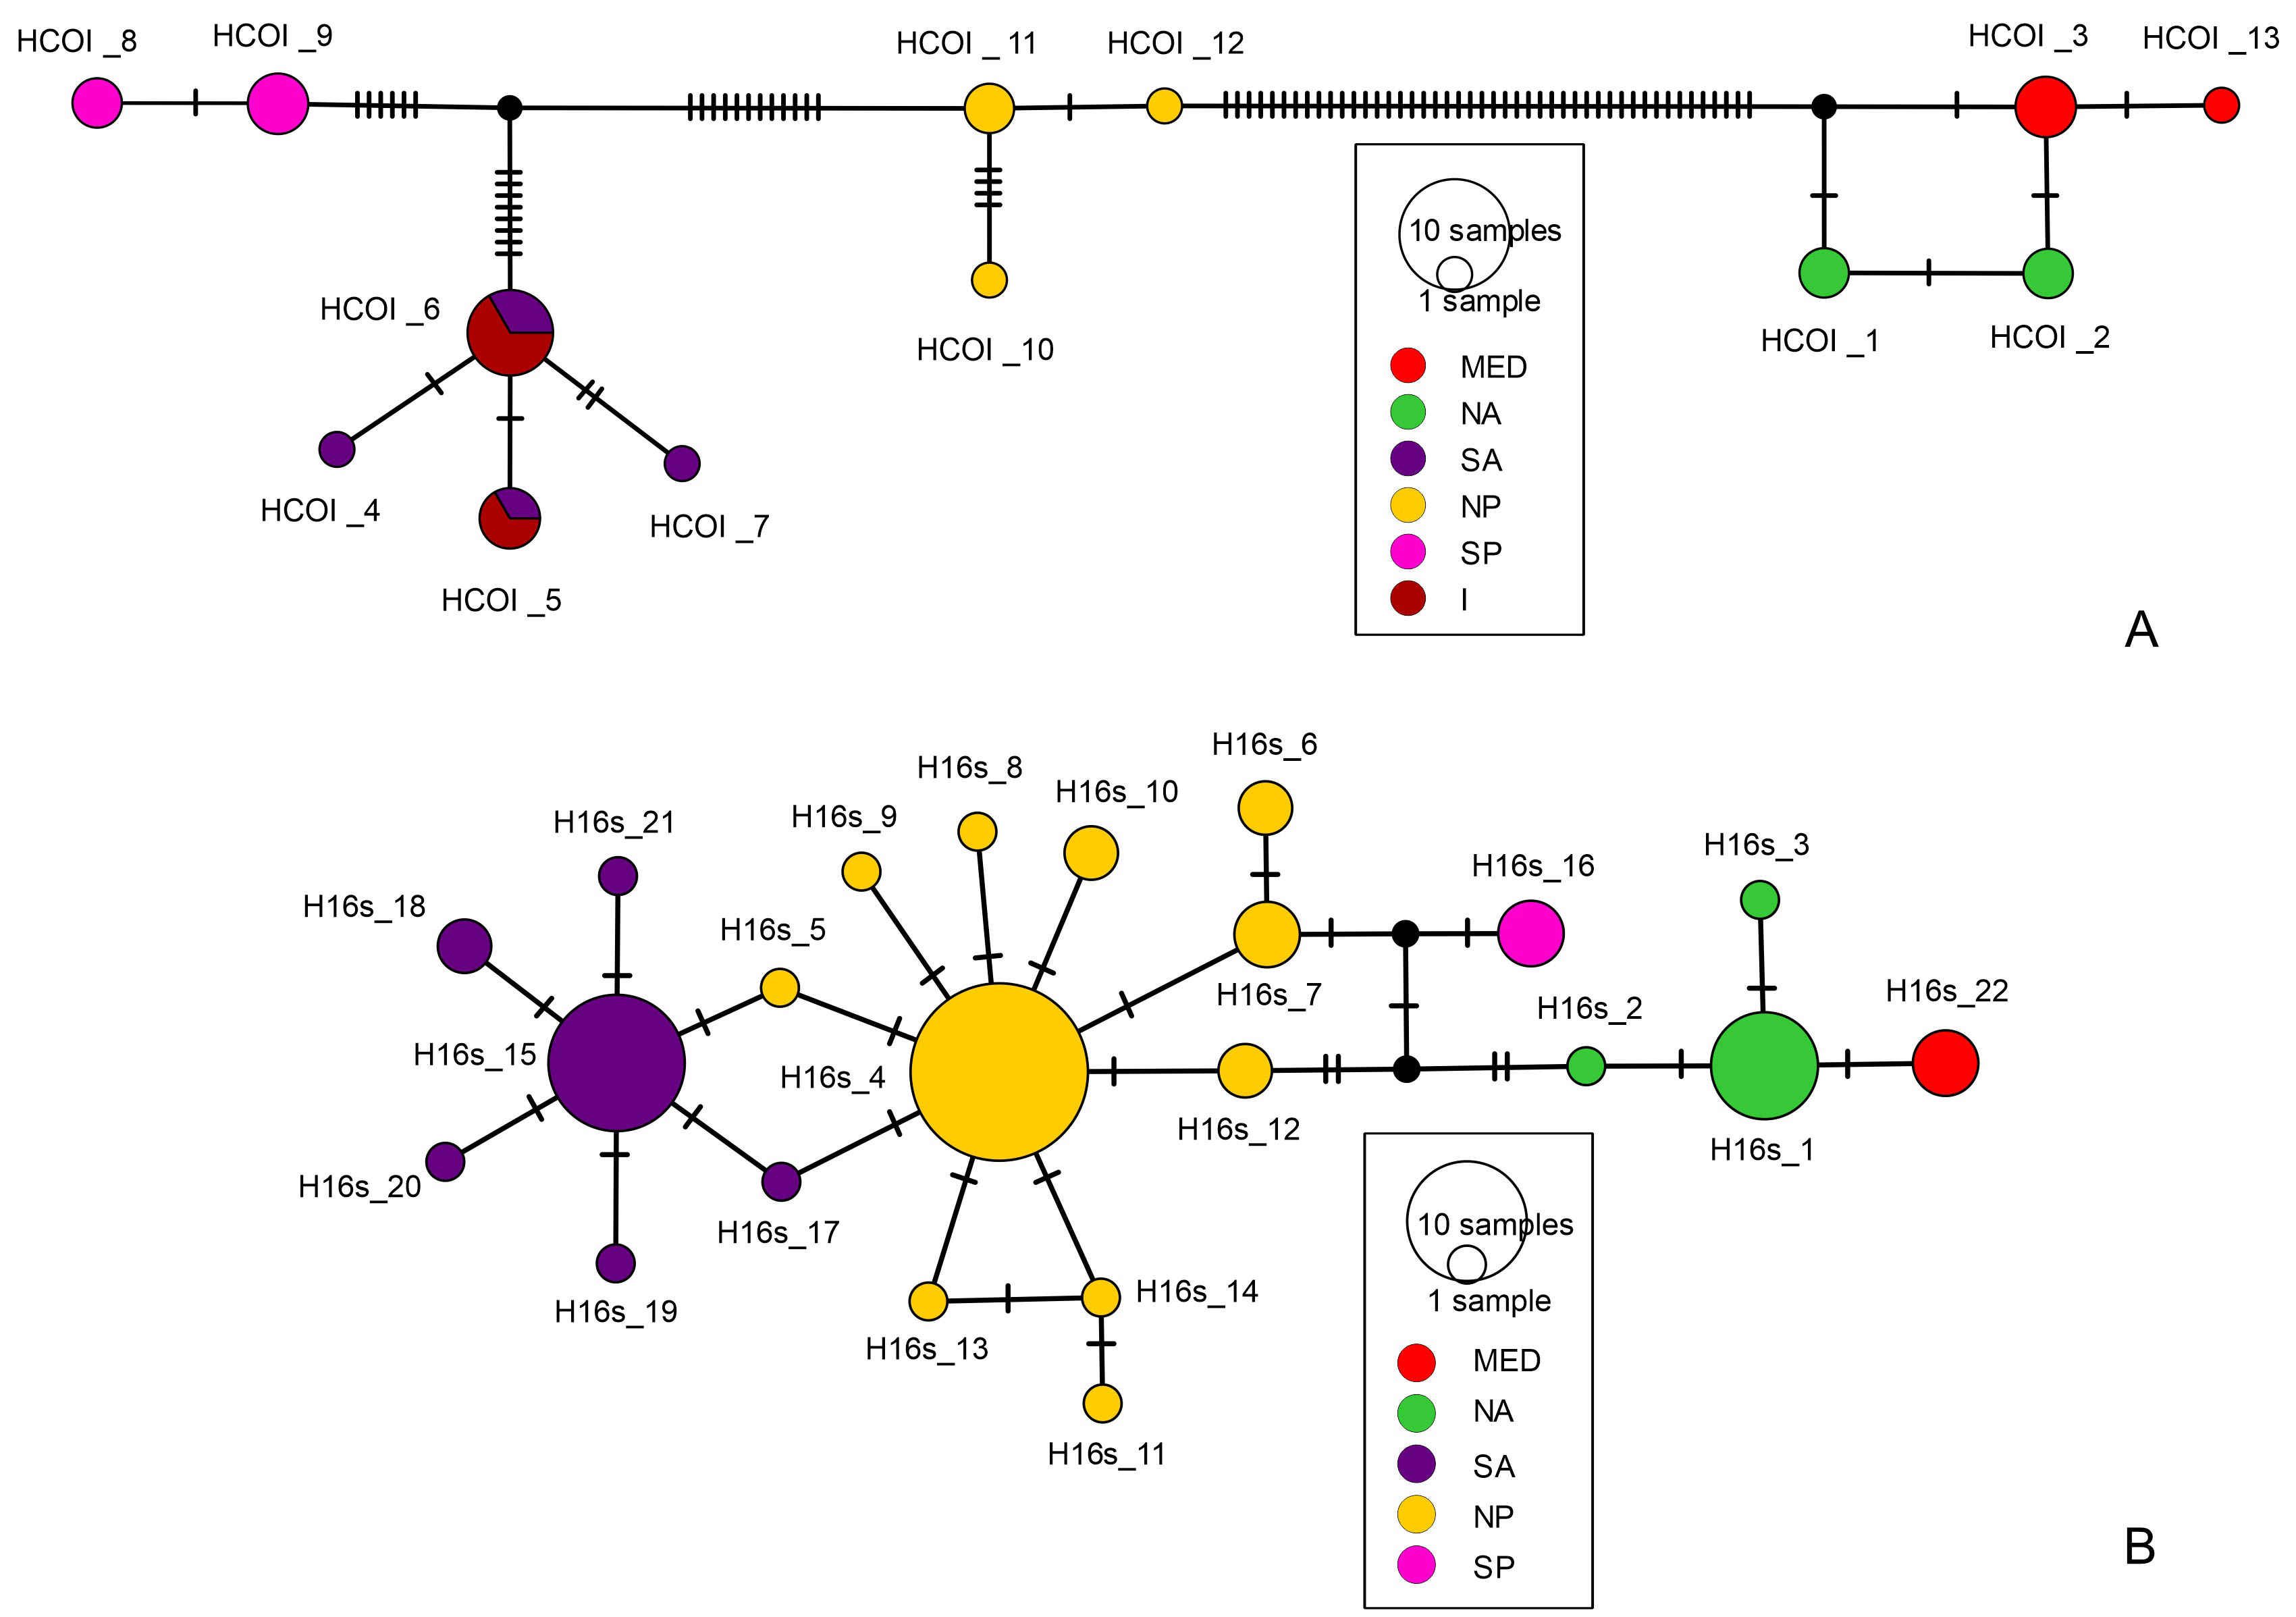 HCOI _8
HCOI _9
HCOI _ 11
HCOI _12
HCOI _3
HCOI _13
10 samples
1 sample
HCOI _6
HCOI _10
HCOI _1
HCOI _2
MED
NA
SA
NP
SP
I
HCOI _4
HCOI _7
HCOI _5
A
H16s_6
H16s_8
H16s_10
H16s_9
H16s_21
H16s_3
H16s_16
H16s_18
H16s_5
H16s_7
H16s_2
H16s_22
H16s_15
H16s_4
H16s_12
H16s_1
H16s_20
H16s_17
H16s_19
H16s_14
H16s_13
H16s_11
10 samples
1 sample
MED
NA
SA
NP
SP
B